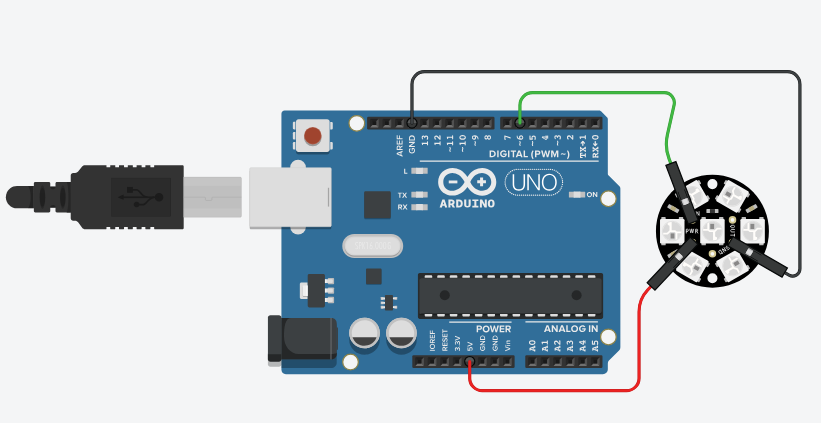 AREF
GND
13
12
~11
~10
~9
8
7
~6
~5
4
~3
2
TX→1
RX←0
DIGITAL (PWM~)
L
TX
RX
UNO
ON
ARDUINO
PWR
OUT
GND
IN
POWER
ANALOG IN
IOREF
RESET
3.3V
5V
GND
GND
Vin
A0
A1
A2
A3
A4
A5